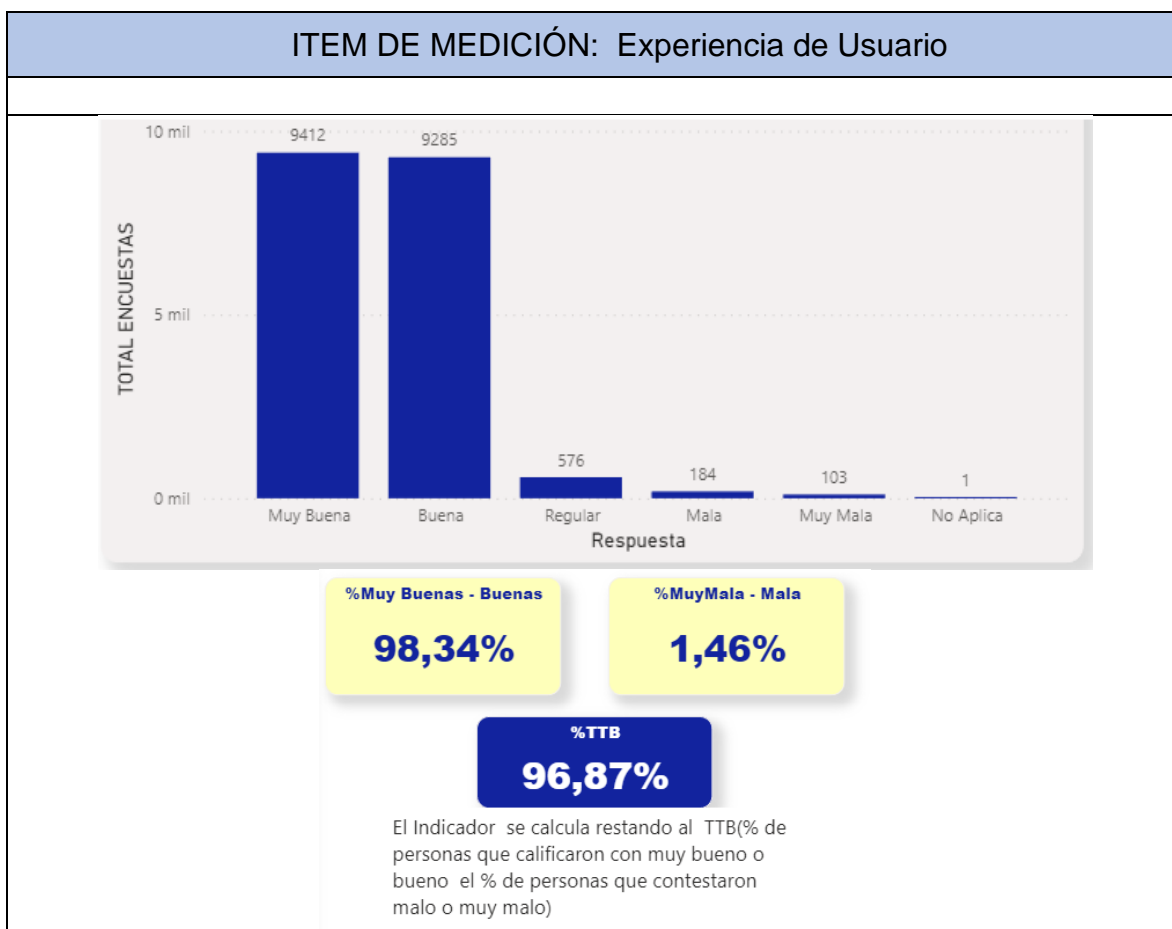 ITEM DE MEDICIÓN:  Experiencia de Usuario
10 mil
9412
9285
TOTAL ENCUESTAS
5 mil
576
184
103
1
0 mil
Muy Buena
Buena
Regular
Mala
Muy Mala
No Aplica
Respuesta
%Muy Buenas - Buenas
%MuyMala - Mala
98,34%
1,46%
%TTB
96,87%
El Indicador  se calcula restando al  TTB(% de
personas que calificaron con muy bueno o
bueno  el % de personas que contestaron
malo o muy malo)